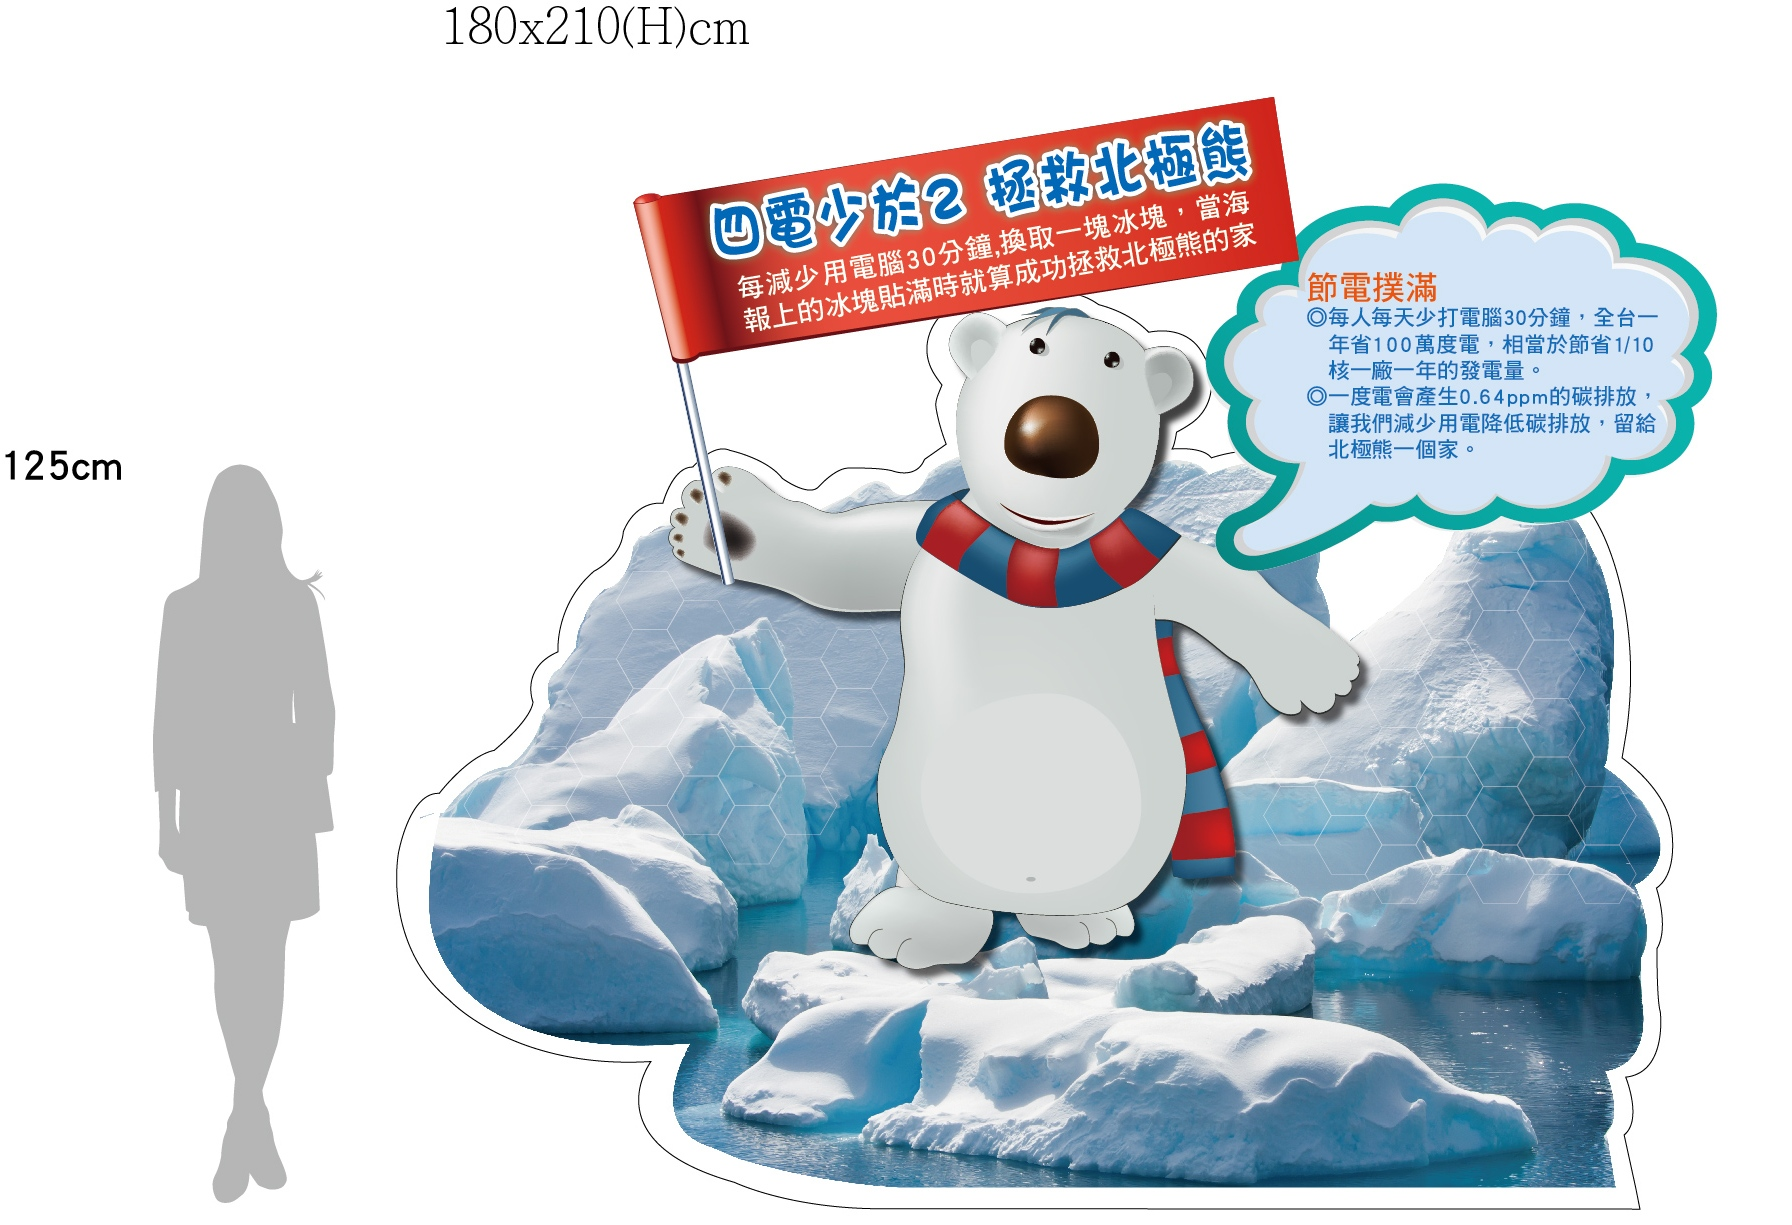 180x210(H)cm
四電少於2 拯救北極熊
每減少用電腦30分鐘,換取一塊冰塊，當海
報上的冰塊貼滿時就算成功拯救北極熊的家
節電撲滿
◎每人每天少打電腦30分鐘，全台一
年省100萬度電，相當於節省1/10
核一廠一年的發電量。
◎一度電會產生0.64ppm的碳排放，
讓我們減少用電降低碳排放，留給
北極熊一個家。
125cm